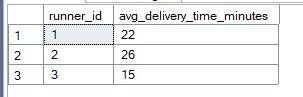 runner_id avg_delivery_time_minutes
1 1 22
2 2 26
3 3 15